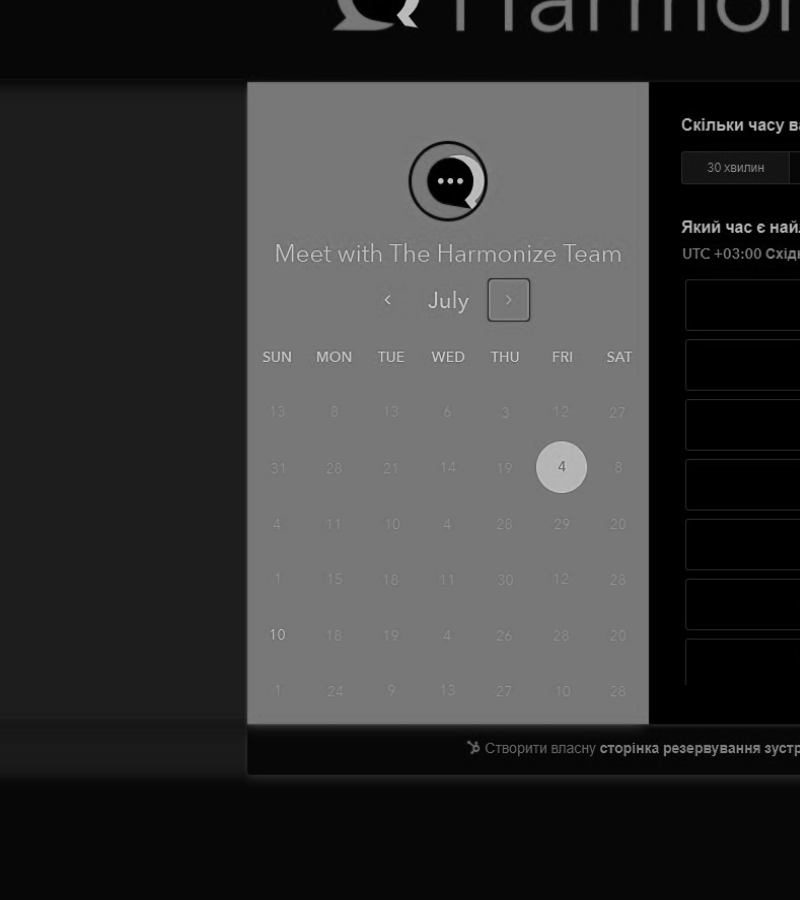 Harmon
Скільки часу в
30 хвилин
Який час є най
UTC +03:00 Східн
Meet with The Harmonize Team
July
SUN MON TUE WED THU FRI SAT
13 8 13 6 3 12 27
31 28 21 14 19 4 8
4 11 10 4 28 29 20
1 15 18 11 30 12 28
10 18 19 4 26 28 20
1 24 9 13 27 10 28
Створити власну сторінка резервування зустр